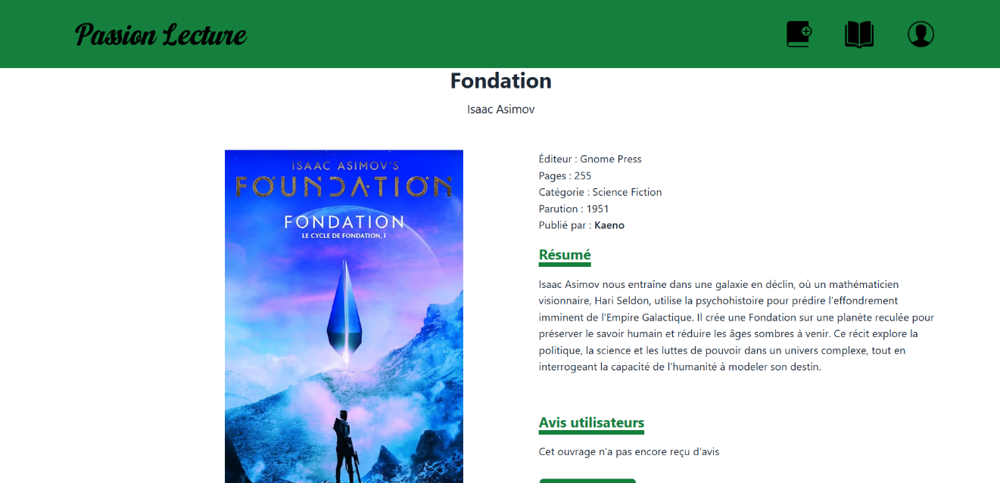 Passion Lecture
Fondation
Isaac Asimov
ISAAC ASIMOV'S
FOUNDATION
FONDATION
LE CYCLE DE FONDATION, I
Éditeur : Gnome Press
Pages : 255
Catégorie : Science Fiction
Parution : 1951
Publié par : Kaeno
Résumé
Isaac Asimov nous entraîne dans une galaxie en déclin, où un mathématicien
visionnaire, Hari Seldon, utilise la psychohistoire pour prédire l'effondrement
imminent de l'Empire Galactique. Il crée une Fondation sur une planète reculée pour
préserver le savoir humain et réduire les âges sombres à venir. Ce récit explore la
politique, la science et les luttes de pouvoir dans un univers complexe, tout en
interrogeant la capacité de l'humanité à modeler son destin.
Avis utilisateurs
Cet ouvrage n'a pas encore reçu d'avis